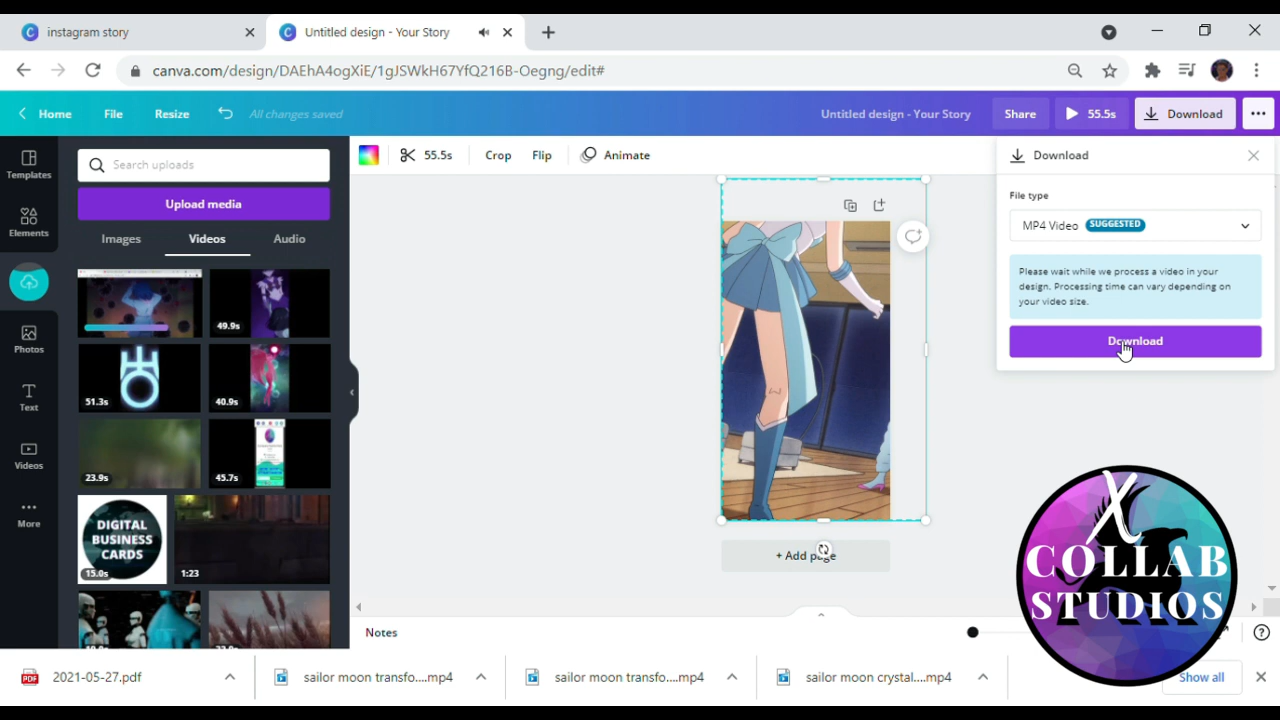 instagram story
Untitled design - Your Story
canva.com/design/DAEhA4ogXiE/1gJSWkH67YfQ216B-Oegng/edit#
Home
File
Resize
All changes saved
Untitled design - Your Story
Share
55.5s
Download
Templates
Elements
Photos
Text
Videos
More
Search uploads
Upload media
Images
Videos
Audio
49.9s
51.3s
40.9s
23.9s
45.7s
DIGITAL
BUSINESS
CARDS
15.0s
1:23
55.5s
Crop
Flip
Animate
Download
File type
MP4 Video SUGGESTED
Please wait while we process a video in your
design. Processing time can vary depending on
your video size.
Download
+ Add page
Notes
X
COLLAB
STUDIOS
2021-05-27.pdf
sailor moon transfo....mp4
sailor moon transfo....mp4
sailor moon crystal....mp4
Show all